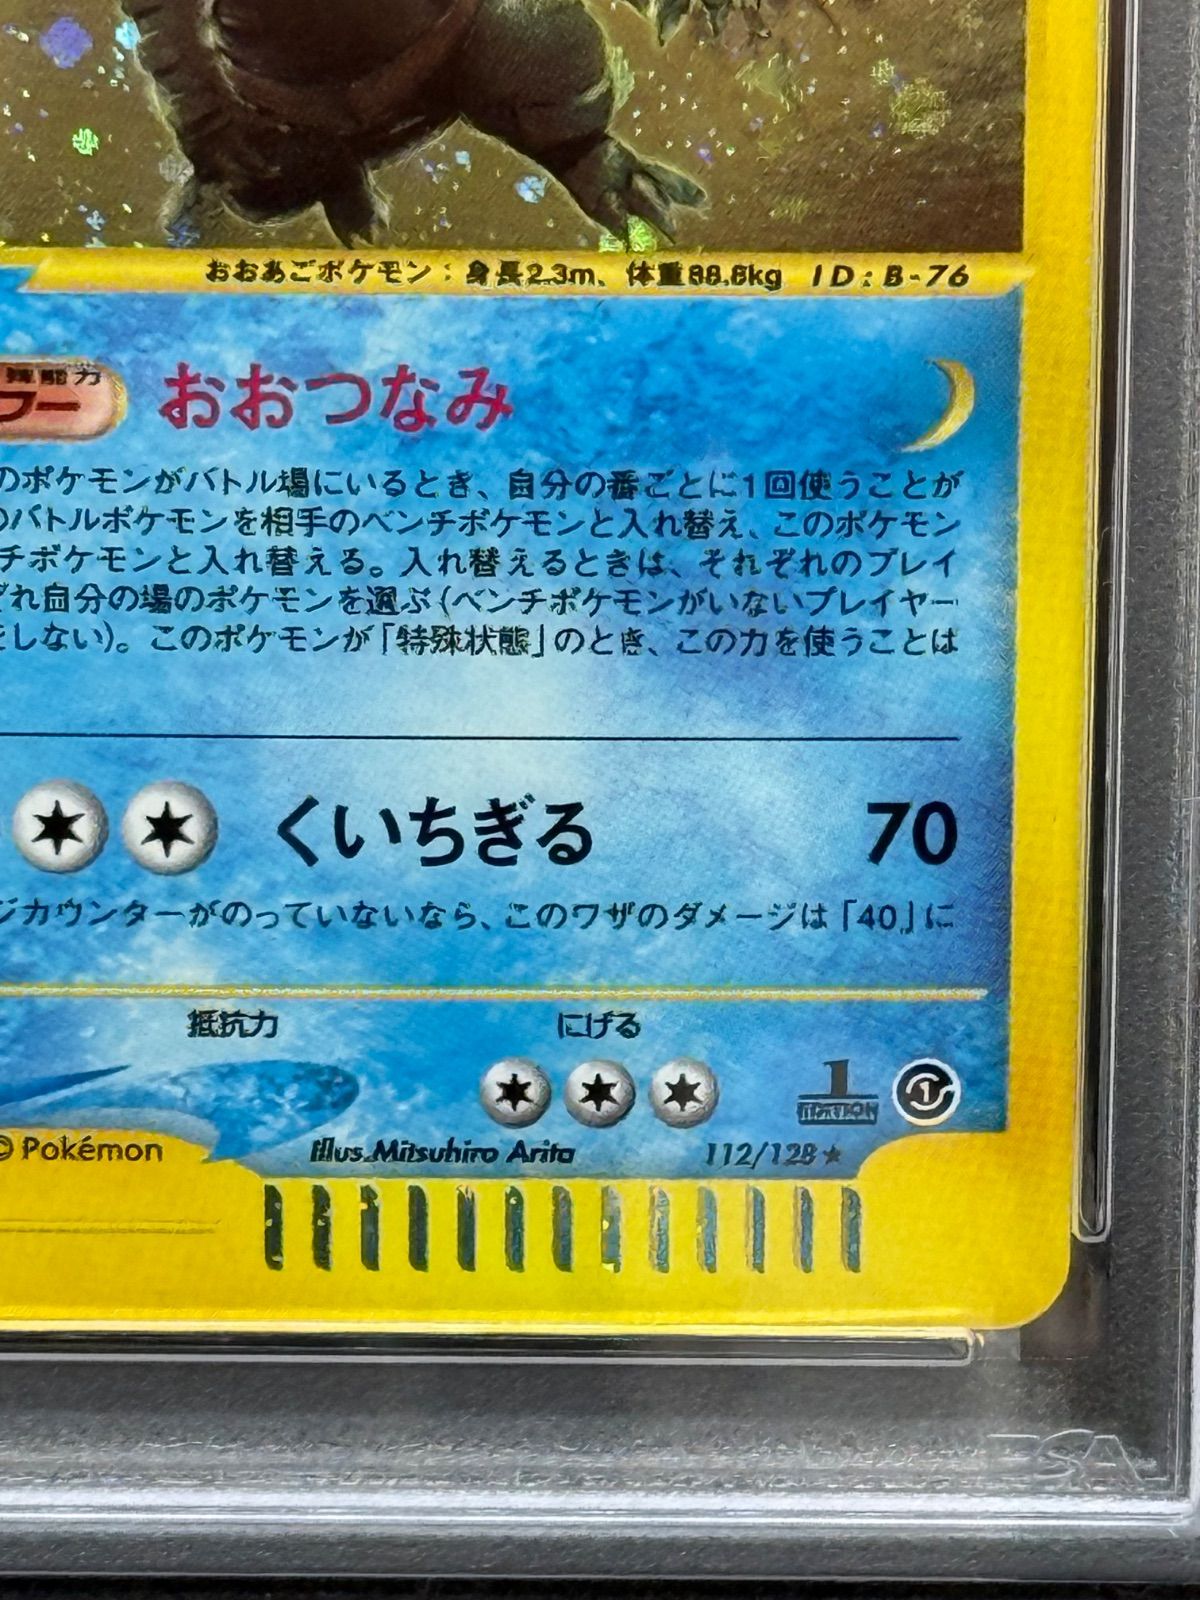 おおあごポケモン：身長2.3m、体重88.8kg ID：B-76
特殊能力
ワー おおつなみ
のポケモンがバトル場にいるとき、自分の番ごとに1回使うことが
のバトルポケモンを相手のベンチポケモンと入れ替え、このポケモン
チポケモンと入れ替える。入れ替えるときは、それぞれのプレイ
ぞれ自分の場のポケモンを選ぶ（ベンチポケモンがいないプレイヤー
をしない）。このポケモンが「特殊状態」のとき、この力を使うことは
くいちぎる 70
ジカウンターがのっていないなら、このワザのダメージは「40」に
抵抗力 にげる
1 EDITION 1
© Pokémon Illus. Mitsuhiro Arita 112/128 ★
PSA